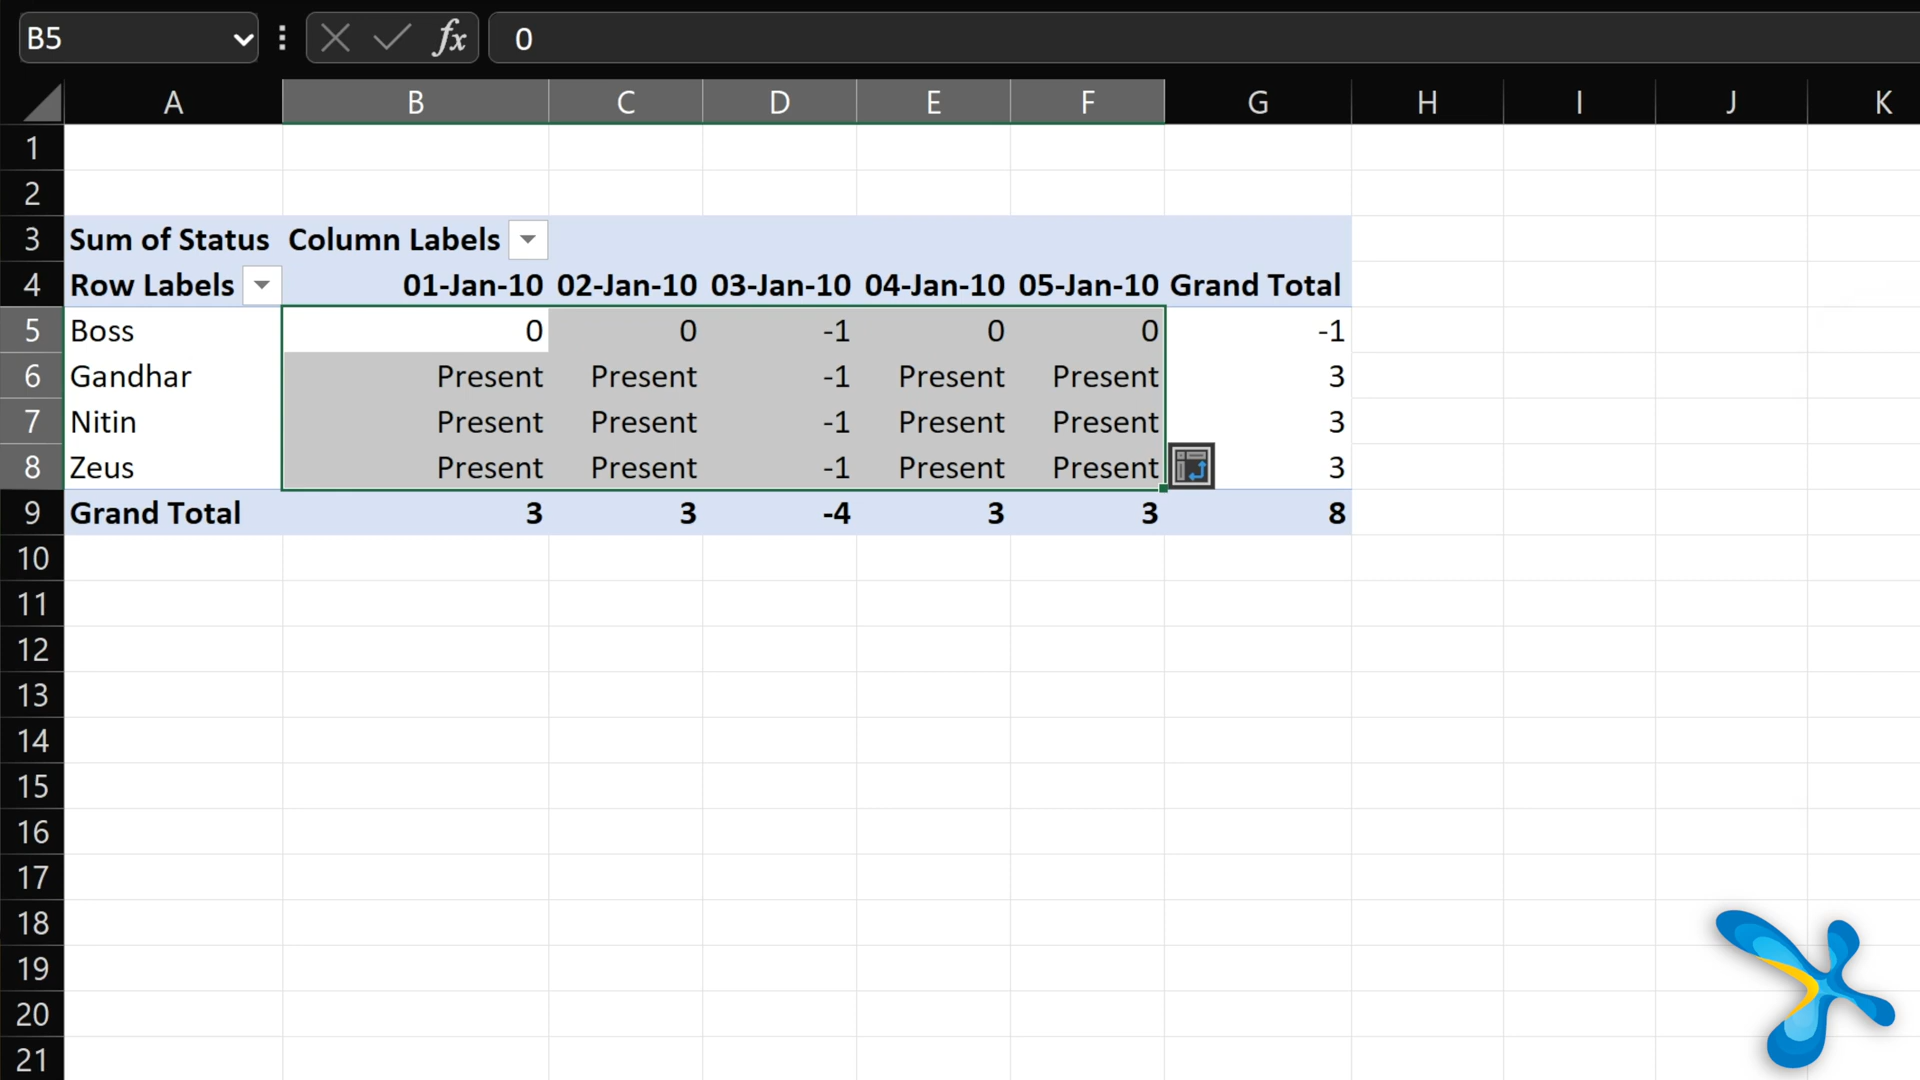 B5 fx 0
A B C D E F G H I J K
1
2
3 Sum of Status Column Labels
4 Row Labels 01-Jan-10 02-Jan-10 03-Jan-10 04-Jan-10 05-Jan-10 Grand Total
5 Boss 0 0 -1 0 0 -1
6 Gandhar Present Present -1 Present Present 3
7 Nitin Present Present -1 Present Present 3
8 Zeus Present Present -1 Present Present 3
9 Grand Total 3 3 -4 3 3 8
10
11
12
13
14
15
16
17
18
19
20
21